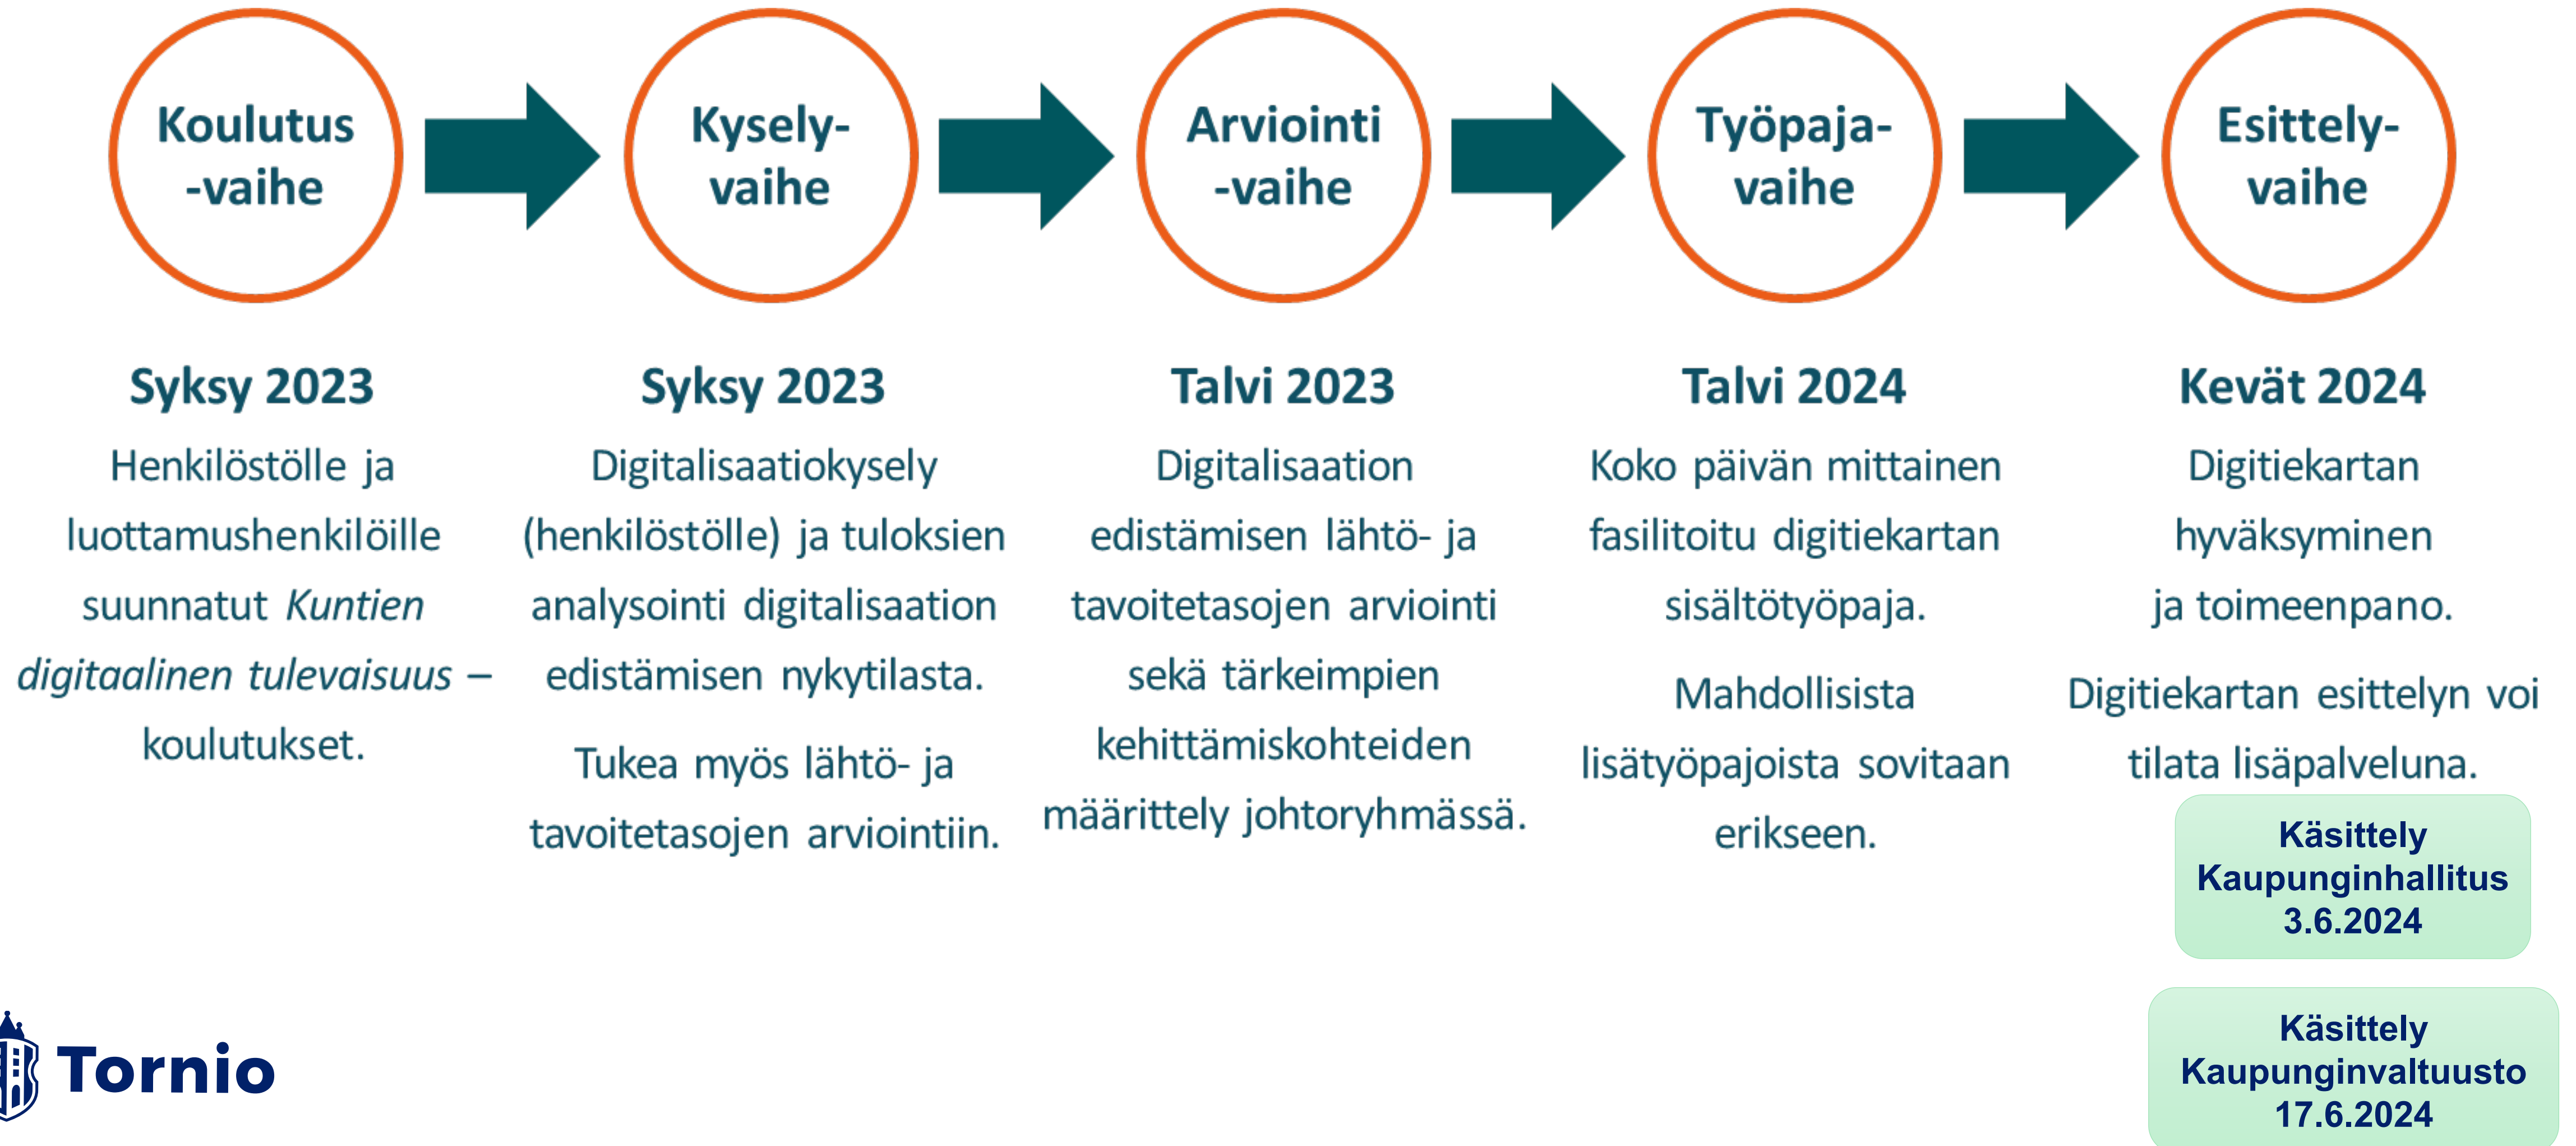 Koulutus
-vaihe
Kysely-
vaihe
Arviointi
-vaihe
Työpaja-
vaihe
Esittely-
vaihe
Syksy 2023
Henkilöstölle ja
luottamushenkilöille
suunnatut Kuntien
digitaalinen tulevaisuus –
koulutukset.
Syksy 2023
Digitalisaatiokysely
(henkilöstölle) ja tuloksien
analysointi digitalisaation
edistämisen nykytilasta.
Tukea myös lähtö- ja
tavoitetasojen arviointiin.
Talvi 2023
Digitalisaation
edistämisen lähtö- ja
tavoitetasojen arviointi
sekä tärkeimpien
kehittämiskohteiden
määrittely johtoryhmässä.
Talvi 2024
Koko päivän mittainen
fasilitoitu digitiekartan
sisältötyöpaja.
Mahdollisista
lisätyöpajoista sovitaan
erikseen.
Kevät 2024
Digitiekartan
hyväksyminen
ja toimeenpano.
Digitiekartan esittelyn voi
tilata lisäpalveluna.
Käsittely
Kaupunginhallitus
3.6.2024
Käsittely
Kaupunginvaltuusto
17.6.2024
Tornio